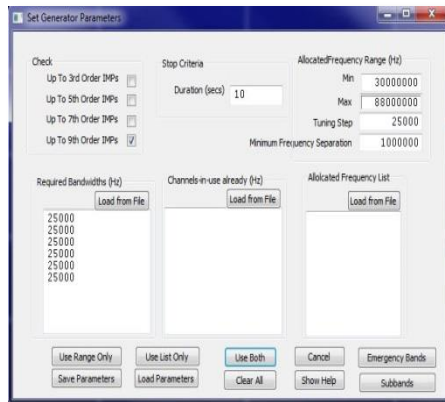 Set Generator Parameters
Check
Up To 3rd Order IMPs
Up To 5th Order IMPs
Up To 7th Order IMPs
Up To 9th Order IMPs
Stop Criteria
Duration (secs) 10
AllocatedFrequency Range (Hz)
Min 30000000
Max 88000000
Tuning Step 25000
Minimum Frequency Separation 1000000
Required Bandwidths (Hz)
Load from File
25000
25000
25000
25000
25000
25000
Channels-in-use already (Hz)
Load from File
Allolcated Frequency List
Load from File
Use Range Only Use List Only Use Both Cancel Emergency Bands
Save Parameters Load Parameters Clear All Show Help Subbands